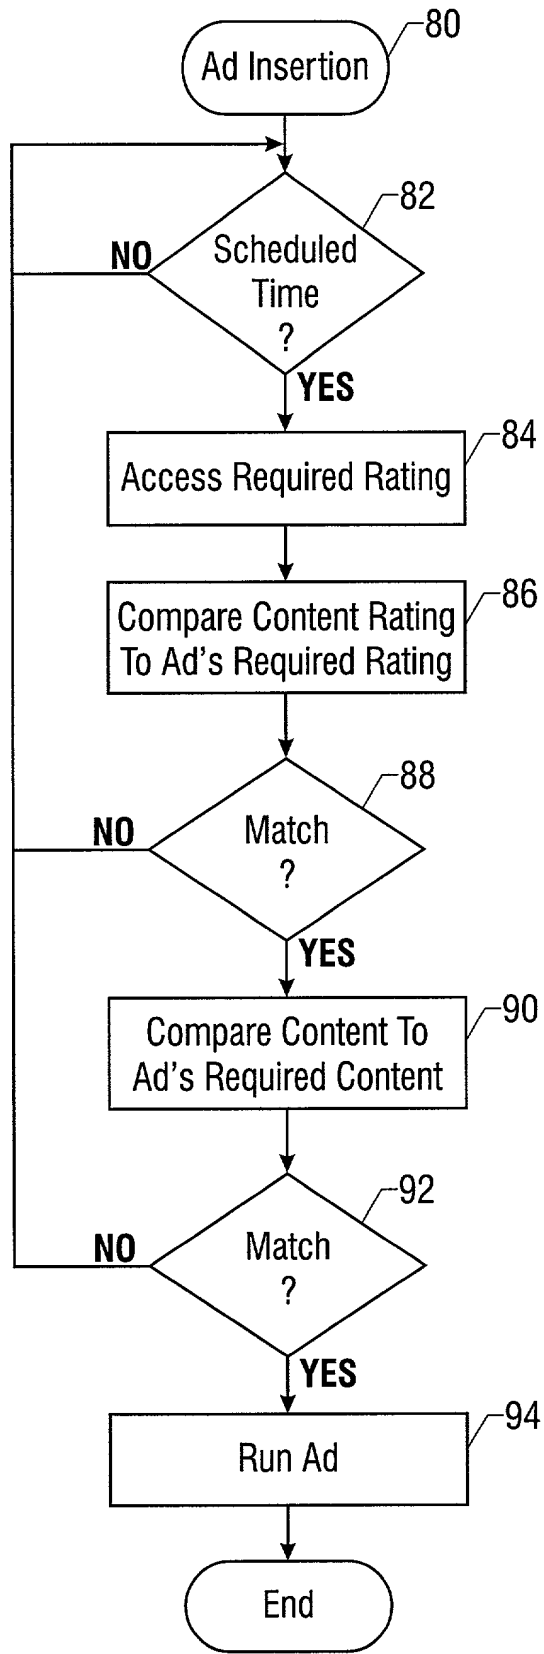 80
Ad Insertion
82
NO
Scheduled
Time
?
YES
84
Access Required Rating
86
Compare Content Rating
To Ad's Required Rating
88
NO
Match
?
YES
90
Compare Content To
Ad's Required Content
92
NO
Match
?
YES
94
Run Ad
End